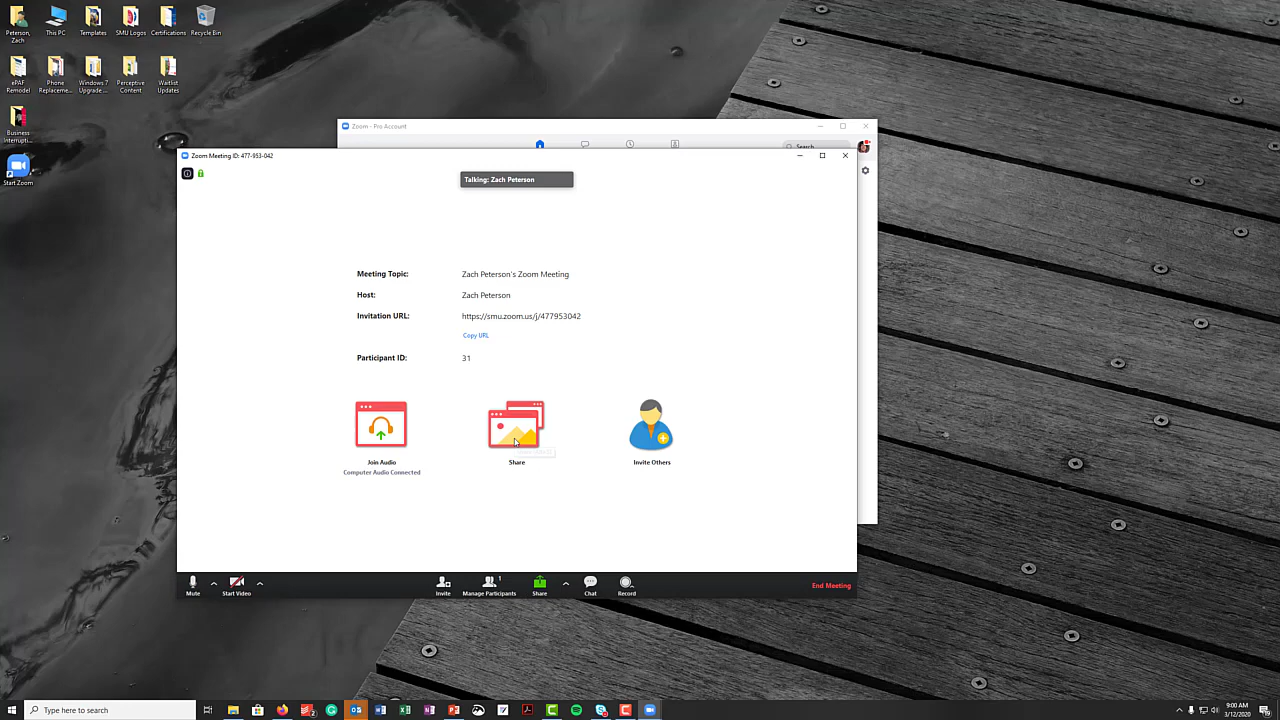 Peterson, Zach
This PC
Templates
SMU Logos
Certifications
Recycle Bin
ePAF Remodel
Phone Replaceme...
Windows 7 Upgrade ...
Perceptive Content
Waitlist Updates
Business Interrupti...
Start Zoom
Zoom - Pro Account
Search
Zoom Meeting ID: 477-953-042
Talking: Zach Peterson
Meeting Topic: Zach Peterson's Zoom Meeting
Host: Zach Peterson
Invitation URL: https://smu.zoom.us/j/477953042
Copy URL
Participant ID: 31
Join Audio
Computer Audio Connected
Share
Invite Others
Mute
Start Video
Invite
1
Manage Participants
Share
Chat
Record
End Meeting
Type here to search
9:00 AM
3/12/2020